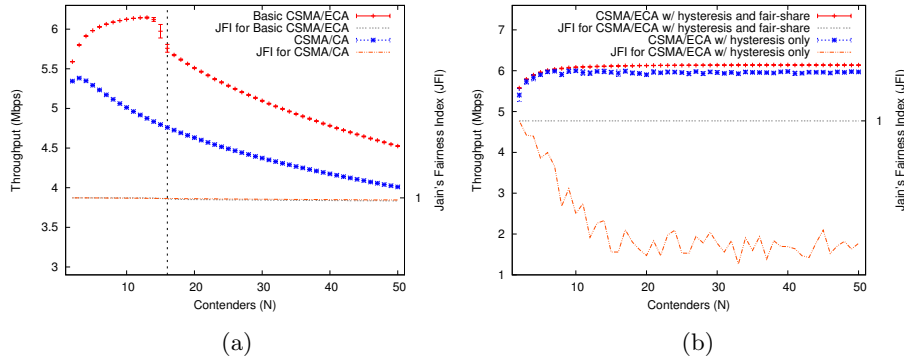 Basic CSMA/ECA
JFI for Basic CSMA/ECA
CSMA/CA
JFI for CSMA/CA
6
5.5
5
4.5
4
3.5
3
Throughput (Mbps)
1
Jain's Fairness Index (JFI)
10 20 30 40 50
Contenders (N)
(a)
CSMA/ECA w/ hysteresis and fair-share
JFI for CSMA/ECA w/ hysteresis and fair-share
CSMA/ECA w/ hysteresis only
JFI for CSMA/ECA w/ hysteresis only
8
7
6
5
4
3
2
1
Throughput (Mbps)
1
Jain's Fairness Index (JFI)
10 20 30 40 50
Contenders (N)
(b)